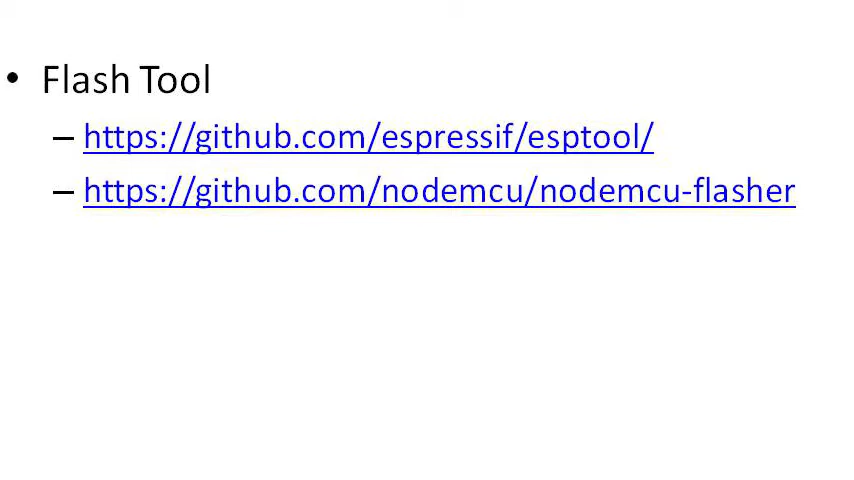 • Flash Tool
– https://github.com/espressif/esptool/
– https://github.com/nodemcu/nodemcu-flasher